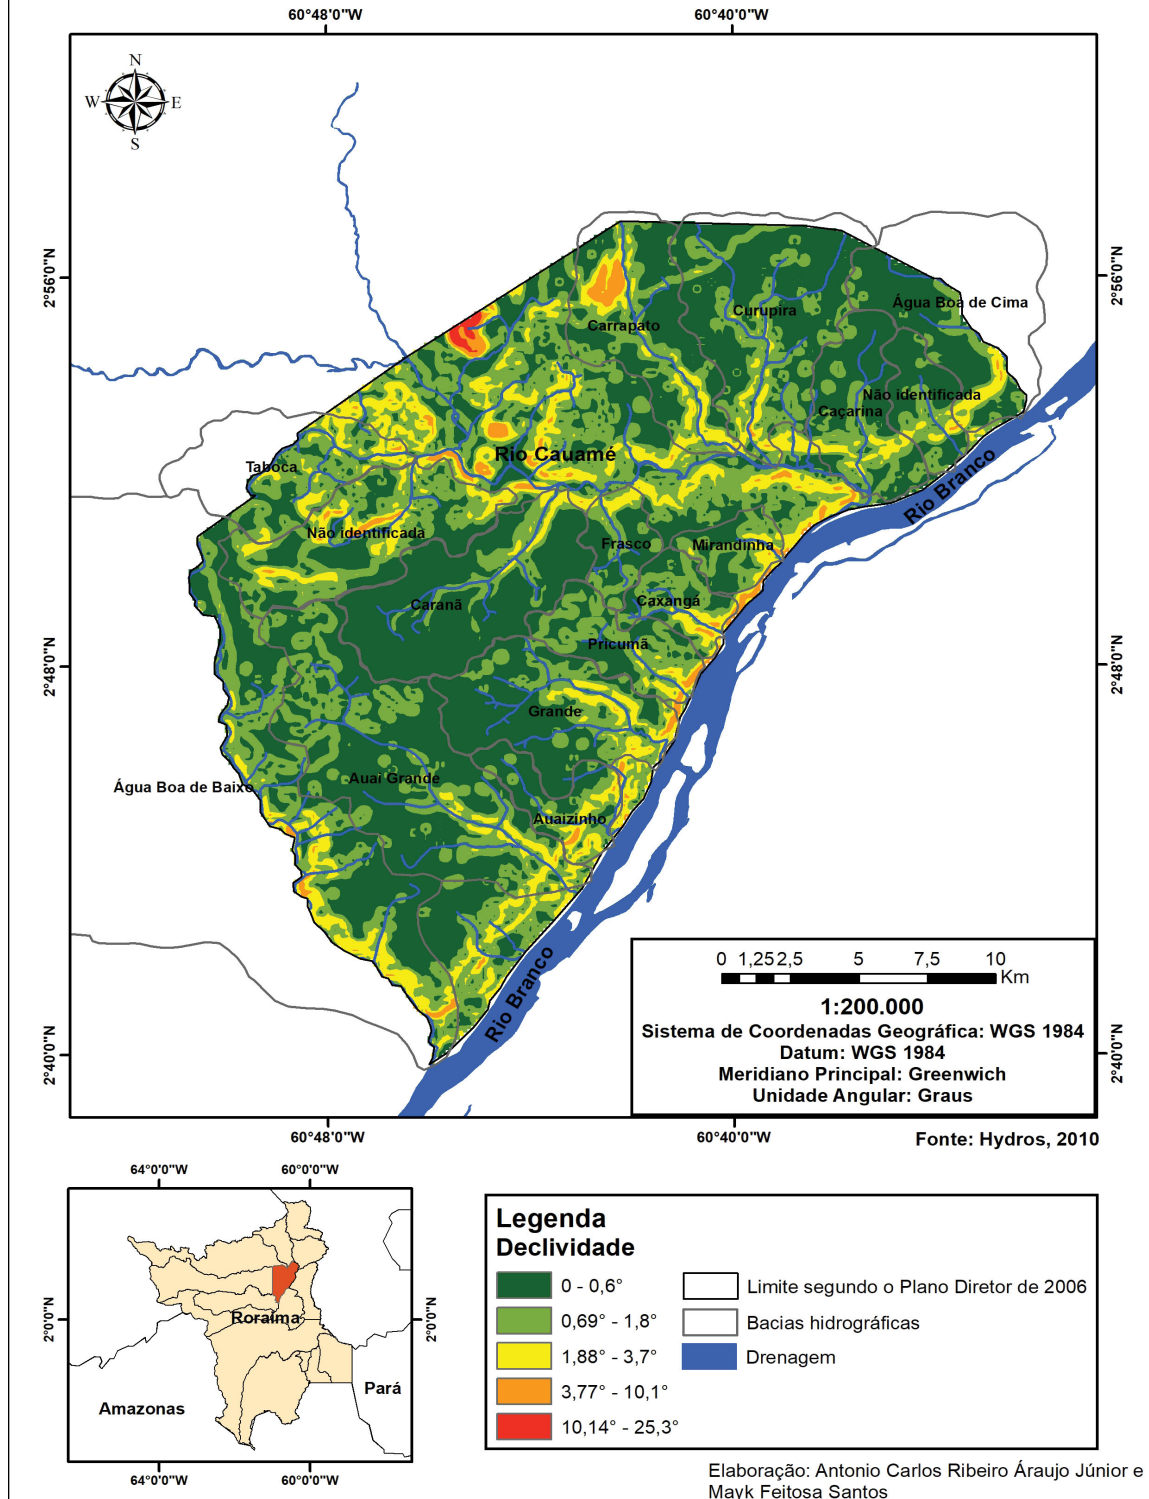 60°48'0"W
60°40'0"W
N
W
E
S
2°56'0"N
2°56'0"N
Água Boa de Cima
Curupira
Carrapato
Não identificada
Caçarina
Rio Cauamé
Taboca
Rio Branco
Não identificada
Frasco
Mirandinha
Caranã
Caxangá
Pricumã
2°48'0"N
2°48'0"N
Grande
Auai Grande
Água Boa de Baixo
Auaizinho
Rio Branco
0 1,25 2,5 5 7,5 10
Km
1:200.000
Sistema de Coordenadas Geográfica: WGS 1984
Datum: WGS 1984
Meridiano Principal: Greenwich
Unidade Angular: Graus
2°40'0"N
2°40'0"N
60°48'0"W
60°40'0"W
Fonte: Hydros, 2010
64°0'0"W
60°0'0"W
Roraima
2°0'0"N
2°0'0"N
Pará
Amazonas
64°0'0"W
60°0'0"W
Legenda
Declividade
0 - 0,6°
0,69° - 1,8°
1,88° - 3,7°
3,77° - 10,1°
10,14° - 25,3°
Limite segundo o Plano Diretor de 2006
Bacias hidrográficas
Drenagem
Elaboração: Antonio Carlos Ribeiro Áraujo Júnior e
Mayk Feitosa Santos